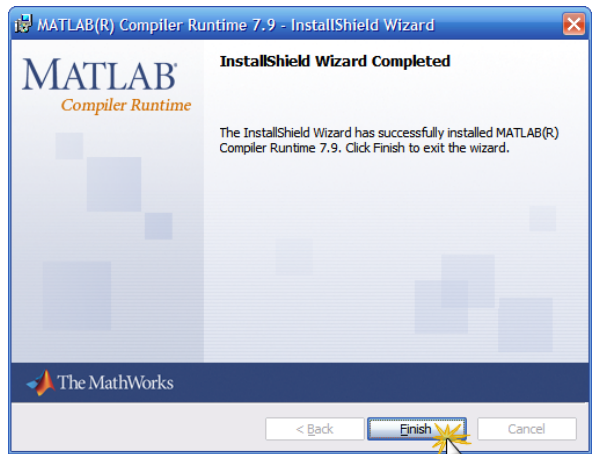 MATLAB(R) Compiler Runtime 7.9 - InstallShield Wizard
MATLAB®
Compiler Runtime
InstallShield Wizard Completed
The InstallShield Wizard has successfully installed MATLAB(R)
Compiler Runtime 7.9. Click Finish to exit the wizard.
The MathWorks
< Back
Finish
Cancel